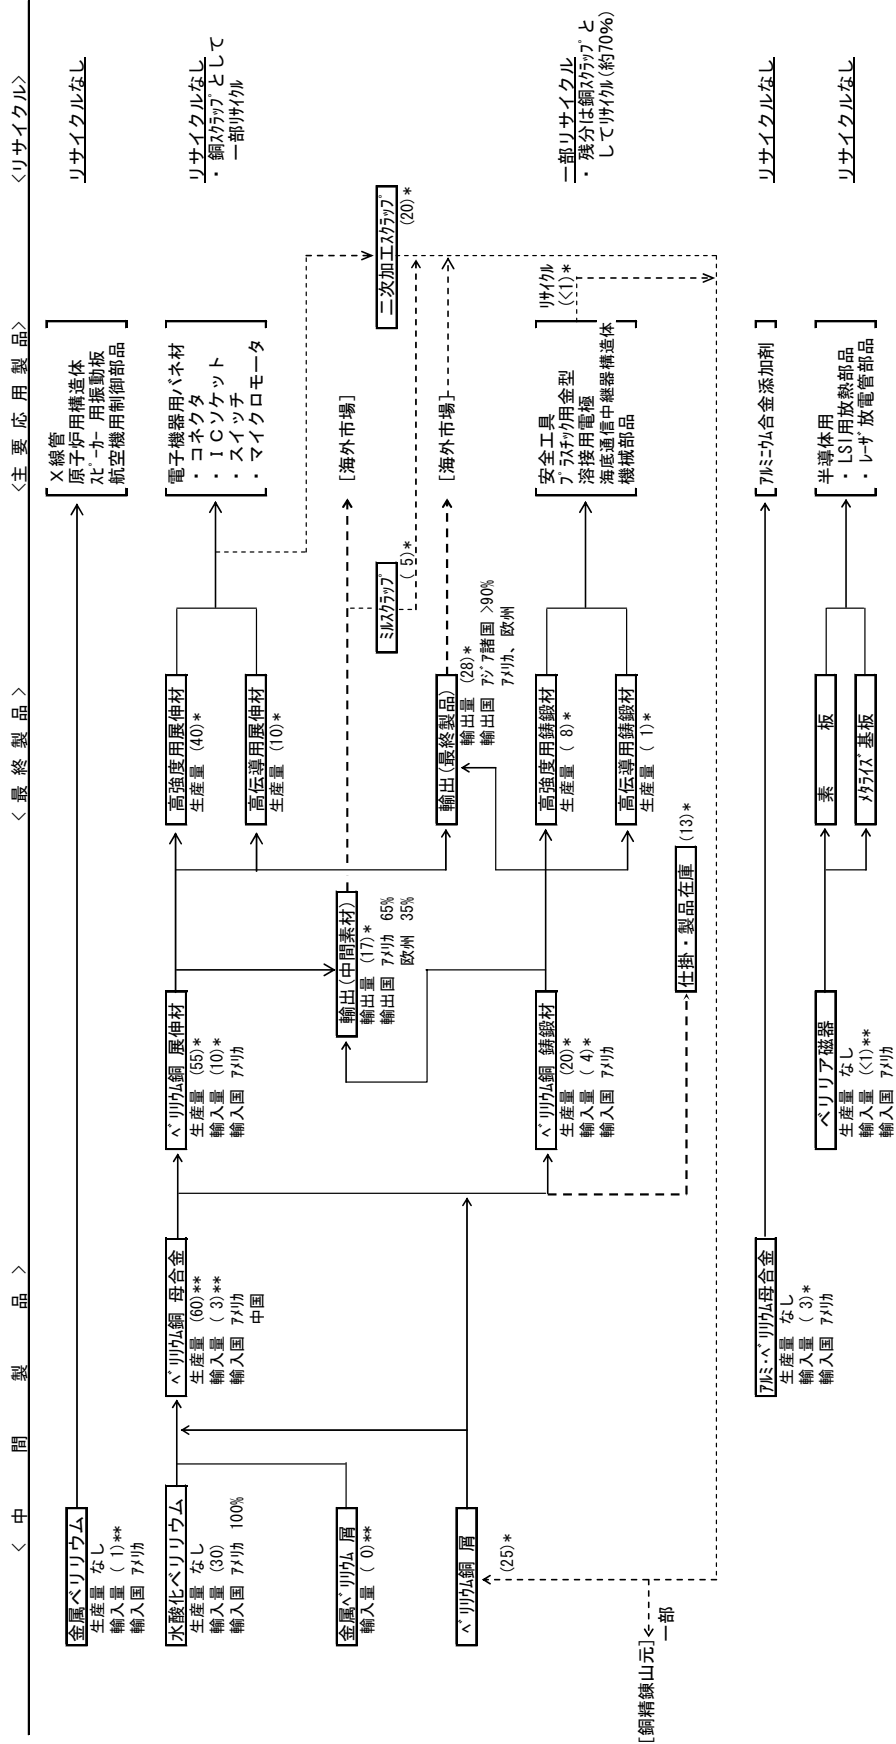 <中間製品>
<最終製品>
<主要応用製品>
<リサイクル>
金属ベリリウム
生産量 なし
輸入量 ( 1)**
輸入国 アメリカ
X線管
原子炉用構造体
スピーカー用振動板
航空機用制御部品
リサイクルなし
水酸化ベリリウム
生産量 なし
輸入量 (30)
輸入国 アメリカ 100%
金属ベリリウム 屑
輸入量 ( 0)**
ベリリウム銅 屑
(25)*
[銅精錬山元]
一部
ベリリウム銅 母合金
生産量 (60)**
輸入量 ( 3)**
輸入国 アメリカ
中国
ベリリウム銅 展伸材
生産量 (55)*
輸入量 (10)*
輸入国 アメリカ
高強度用展伸材
生産量 (40)*
高伝導用展伸材
生産量 (10)*
電子機器用バネ材
・コネクタ
・ICソケット
・スイッチ
・マイクロモータ
リサイクルなし
・銅スクラップとして
一部リサイクル
輸出(中間素材)
輸出量 (17)*
輸出国 アメリカ 65%
欧州 35%
[海外市場]
ミルスクラップ
( 5)*
二次加工スクラップ
(20)*
輸出(最終製品)
輸出量 (28)*
輸出国 アジア諸国 >90%
アメリカ、欧州
[海外市場]
ベリリウム銅 鋳鍛材
生産量 (20)*
輸入量 ( 4)*
輸入国 アメリカ
高強度用鋳鍛材
生産量 ( 8)*
高伝導用鋳鍛材
生産量 ( 1)*
安全工具
プラスチック用金型
溶接用電極
海底通信中継器構造体
機械部品
リサイクル
(<1)*
一部リサイクル
・残分は銅スクラップと
してリサイクル(約70%)
仕掛・製品在庫
(13)*
アルミ・ベリリウム母合金
生産量 なし
輸入量 ( 3)*
輸入国 アメリカ
[アルミニウム合金添加剤]
リサイクルなし
ベリリア磁器
生産量 なし
輸入量 (<1)**
輸入国 アメリカ
素板
メタライズ基板
半導体用
・LSI用放熱部品
・レーザ放電管部品
リサイクルなし